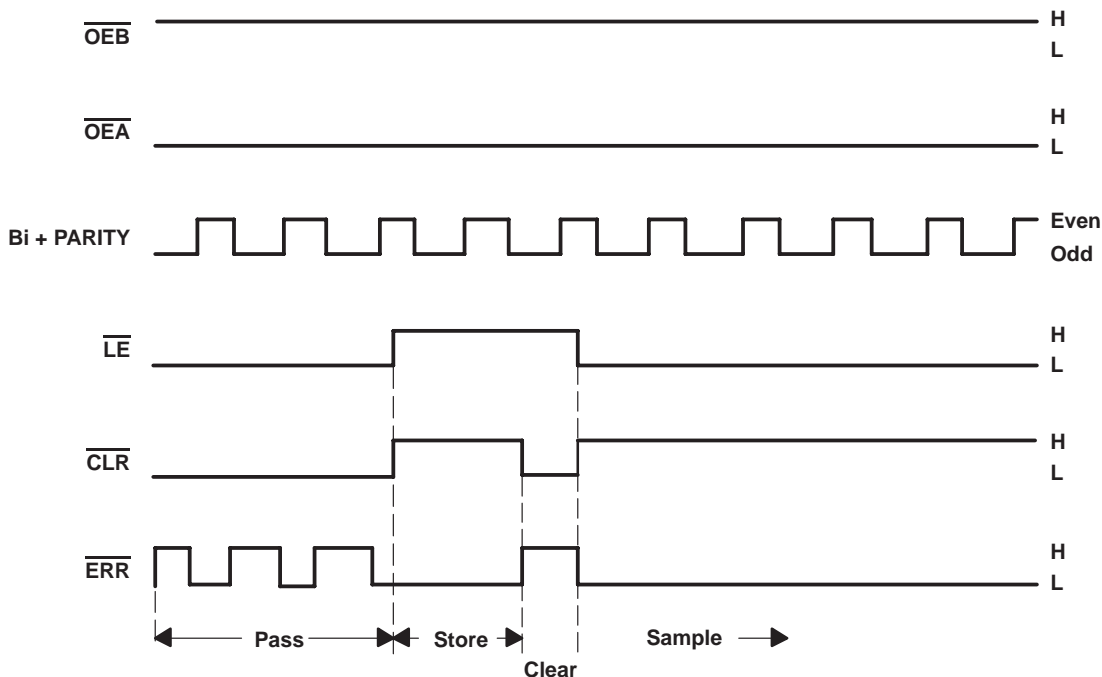 OEB
H
L
OEA
H
L
Bi + PARITY
Even
Odd
LE
H
L
CLR
H
L
ERR
H
L
Pass
Store
Sample
Clear